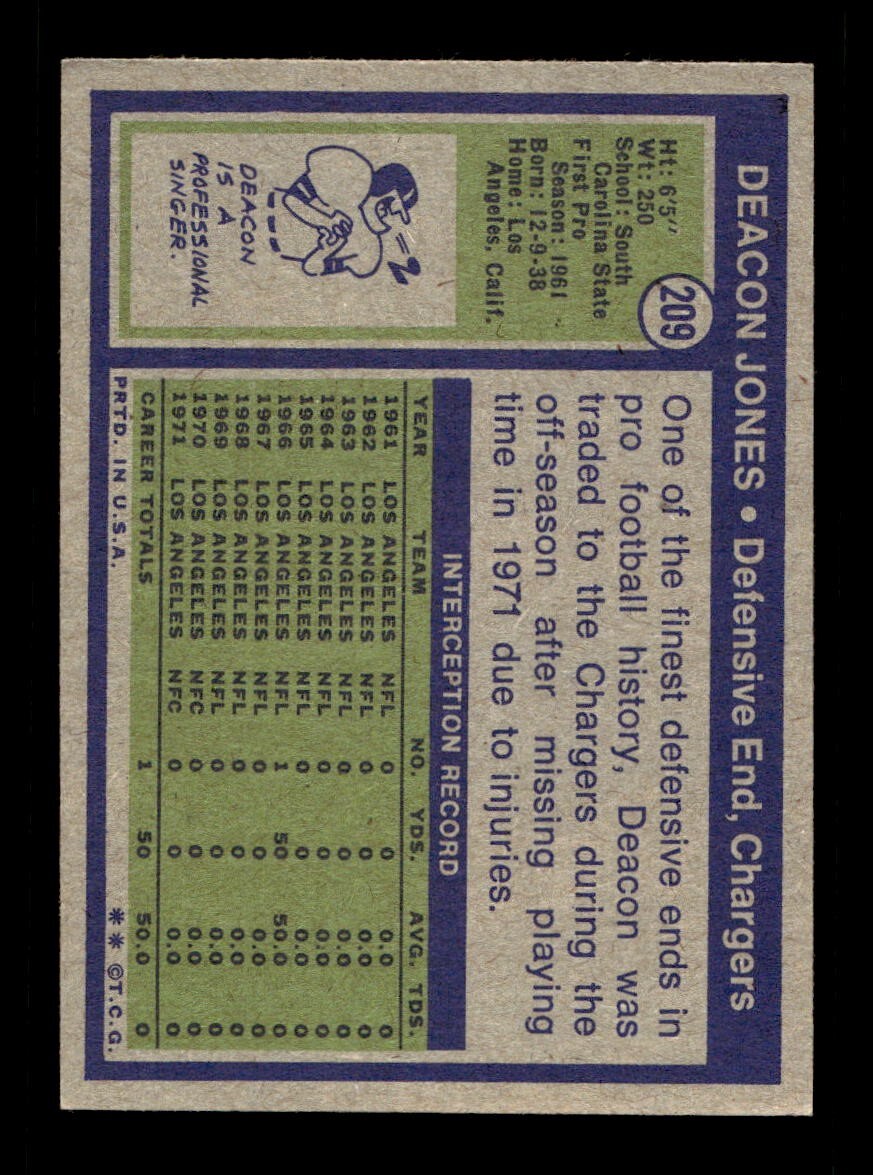 DEACON JONES • Defensive End, Chargers
209
Ht: 6'5"
Wt: 250
School: South
Carolina State
First Pro
Season: 1961
Born: 12-9-38
Home: Los
Angeles, Calif.
DEACON
IS A
PROFESSIONAL
SINGER.
One of the finest defensive ends in
pro football history, Deacon was
traded to the Chargers during the
off-season after missing playing
time in 1971 due to injuries.
INTERCEPTION RECORD
YEAR TEAM NO. YDS. AVG. TDS.
1961 LOS ANGELES NFL 0 0 0.0 0
1962 LOS ANGELES NFL 0 0 0.0 0
1963 LOS ANGELES NFL 0 0 0.0 0
1964 LOS ANGELES NFL 0 0 0.0 0
1965 LOS ANGELES NFL 0 0 0.0 0
1966 LOS ANGELES NFL 1 50 50.0 0
1967 LOS ANGELES NFL 0 0 0.0 0
1968 LOS ANGELES NFL 0 0 0.0 0
1969 LOS ANGELES NFL 0 0 0.0 0
1970 LOS ANGELES NFC 0 0 0.0 0
1971 LOS ANGELES NFC 0 0 0.0 0
CAREER TOTALS 1 50 50.0 0
PRTD. IN U.S.A. ** ©T.C.G.